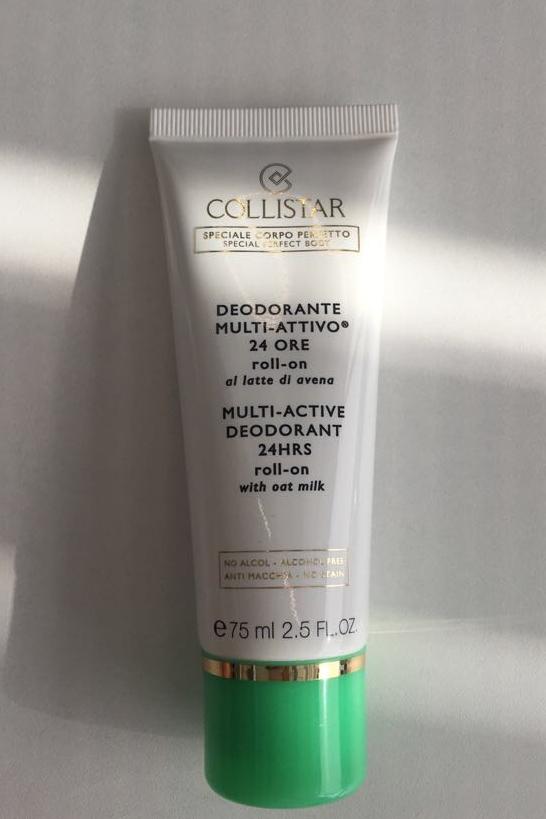 COLLISTAR
SPECIALE CORPO PERFETTO
SPECIAL PERFECT BODY
DEODORANTE
MULTI-ATTIVO®
24 ORE
roll-on
al latte di avena
MULTI-ACTIVE
DEODORANT
24HRS
roll-on
with oat milk
NO ALCOL - ALCOHOL FREE
ANTI MACCHIA - NO STAIN
℮75 ml 2.5 FL.OZ.